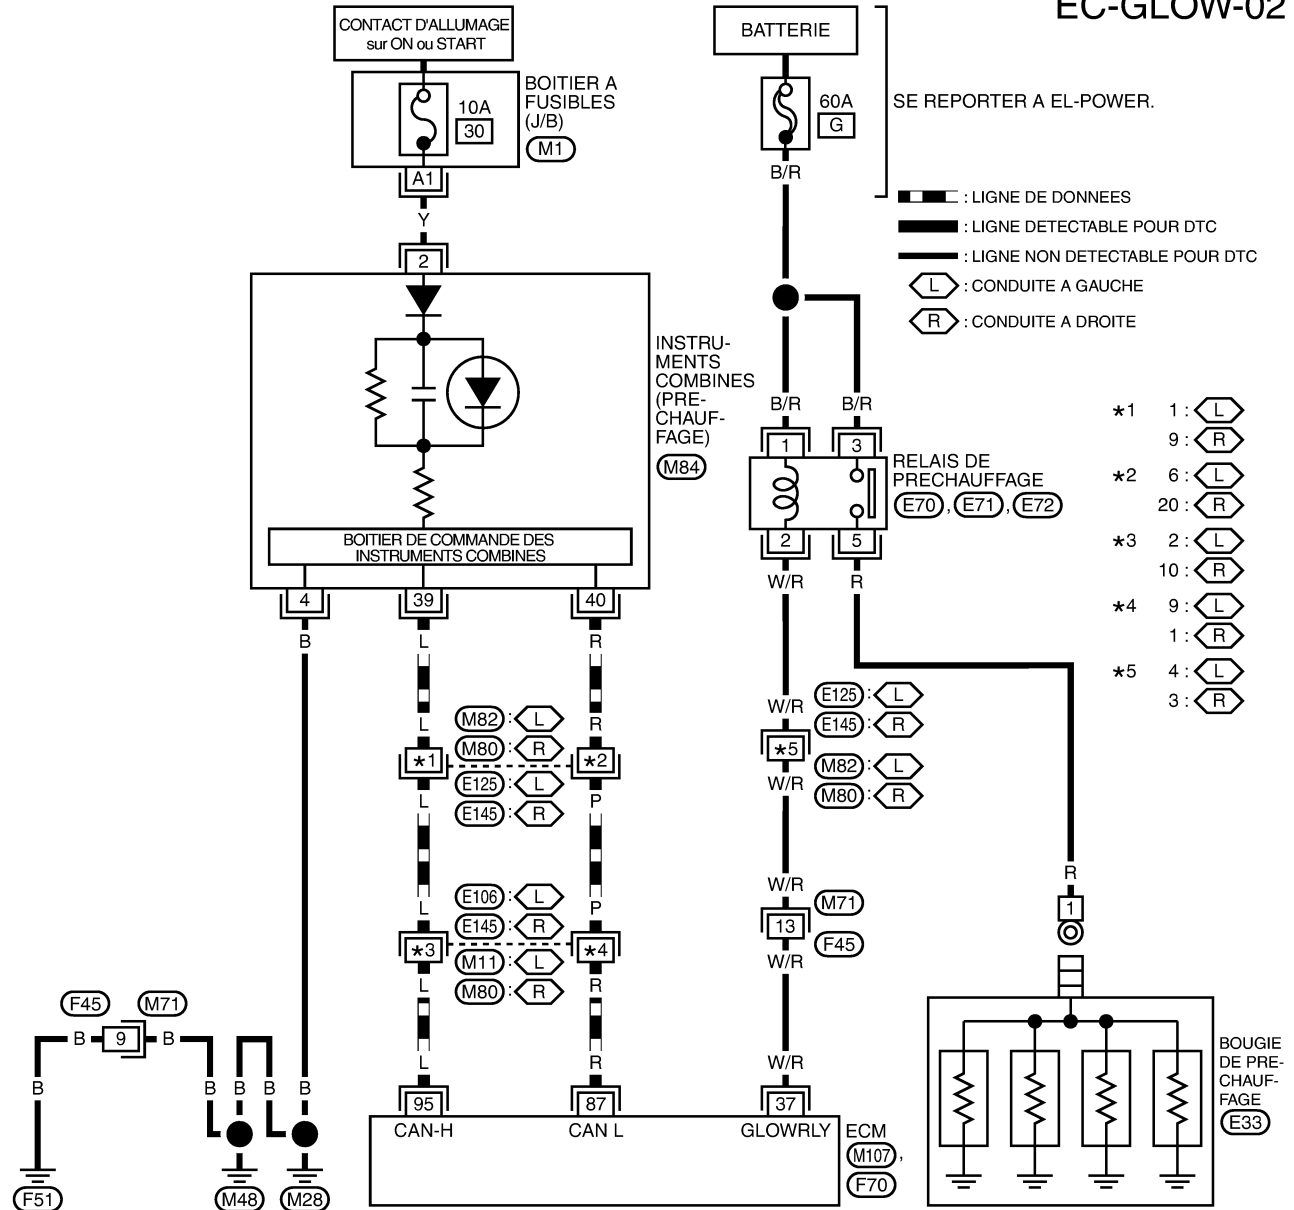 EC-GLOW-02
CONTACT D'ALLUMAGE
sur ON ou START
BATTERIE
BOITIER A
FUSIBLES
(J/B)
M1
10A
30
60A
G
SE REPORTER A EL-POWER.
A1
Y
2
B/R
: LIGNE DE DONNEES
: LIGNE DETECTABLE POUR DTC
: LIGNE NON DETECTABLE POUR DTC
L : CONDUITE A GAUCHE
R : CONDUITE A DROITE
INSTRU-
MENTS
COMBINES
(PRE-
CHAUF-
FAGE)
M84
BOITIER DE COMMANDE DES
INSTRUMENTS COMBINES
B/R B/R
1 3
RELAIS DE
PRECHAUFFAGE
E70 , E71 , E72
2 5
W/R R
*1 1 : L
9 : R
*2 6 : L
20 : R
*3 2 : L
10 : R
*4 9 : L
1 : R
*5 4 : L
3 : R
4 39 40
B L R
L R
M82 : L
M80 : R
*1 *2
E125 : L
E145 : R
L P
W/R
E125 : L
E145 : R
*5
M82 : L
M80 : R
W/R
L P
E106 : L
E145 : R
*3 *4
M11 : L
M80 : R
L R
W/R
M71
13
F45
W/R
R
1
F45 M71
B 9 B
B B B B
L R W/R
95 87 37
CAN-H CAN L GLOWRLY
ECM
M107 ,
F70
F51 M48 M28
BOUGIE
DE PRE-
CHAUF-
FAGE
E33